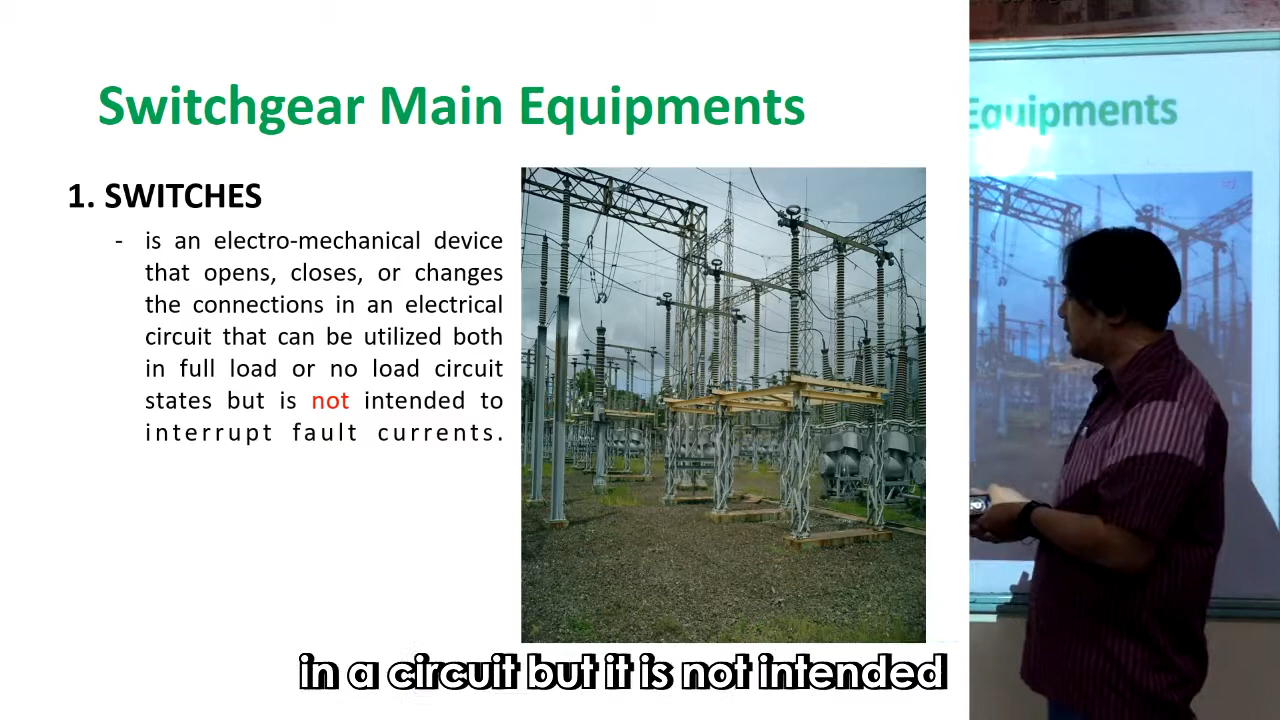 Switchgear Main Equipments
Equipments
1. SWITCHES
- is an electro-mechanical device
that opens, closes, or changes
the connections in an electrical
circuit that can be utilized both
in full load or no load circuit
states but is not intended to
interrupt fault currents.
in a circuit but it is not intended